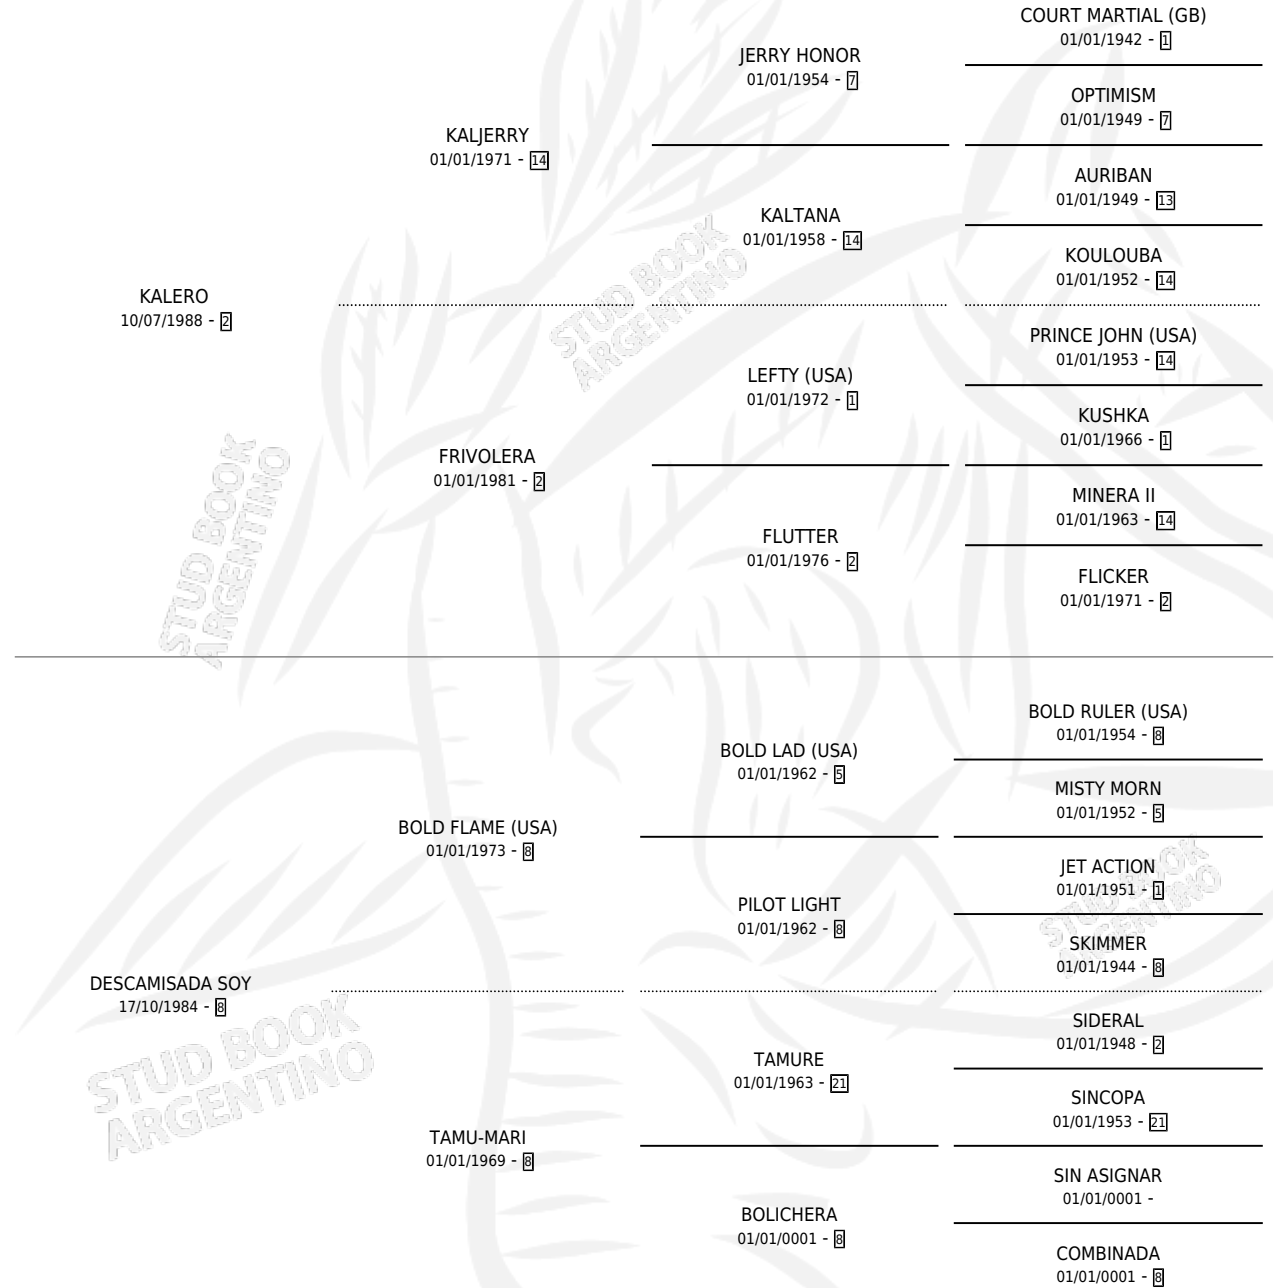 COURT MARTIAL (GB)
01/01/1942 - 1
JERRY HONOR
01/01/1954 - 7
OPTIMISM
01/01/1949 - 7
KALJERRY
01/01/1971 - 14
AURIBAN
01/01/1949 - 13
KALTANA
01/01/1958 - 14
KOULOUBA
01/01/1952 - 14
KALERO
10/07/1988 - 2
PRINCE JOHN (USA)
01/01/1953 - 14
LEFTY (USA)
01/01/1972 - 1
KUSHKA
01/01/1966 - 1
FRIVOLERA
01/01/1981 - 2
MINERA II
01/01/1963 - 14
FLUTTER
01/01/1976 - 2
FLICKER
01/01/1971 - 2
BOLD RULER (USA)
01/01/1954 - 8
BOLD LAD (USA)
01/01/1962 - 5
MISTY MORN
01/01/1952 - 5
BOLD FLAME (USA)
01/01/1973 - 8
JET ACTION
01/01/1951 - 1
PILOT LIGHT
01/01/1962 - 8
SKIMMER
01/01/1944 - 8
DESCAMISADA SOY
17/10/1984 - 8
SIDERAL
01/01/1948 - 2
TAMURE
01/01/1963 - 21
SINCOPA
01/01/1953 - 21
TAMU-MARI
01/01/1969 - 8
SIN ASIGNAR
01/01/0001 -
BOLICHERA
01/01/0001 - 8
COMBINADA
01/01/0001 - 8
STUD BOOK
ARGENTINO
STUD BOOK
ARGENTINO
STUD BOOK
ARGENTINO
STUD BOOK
ARGENTINO